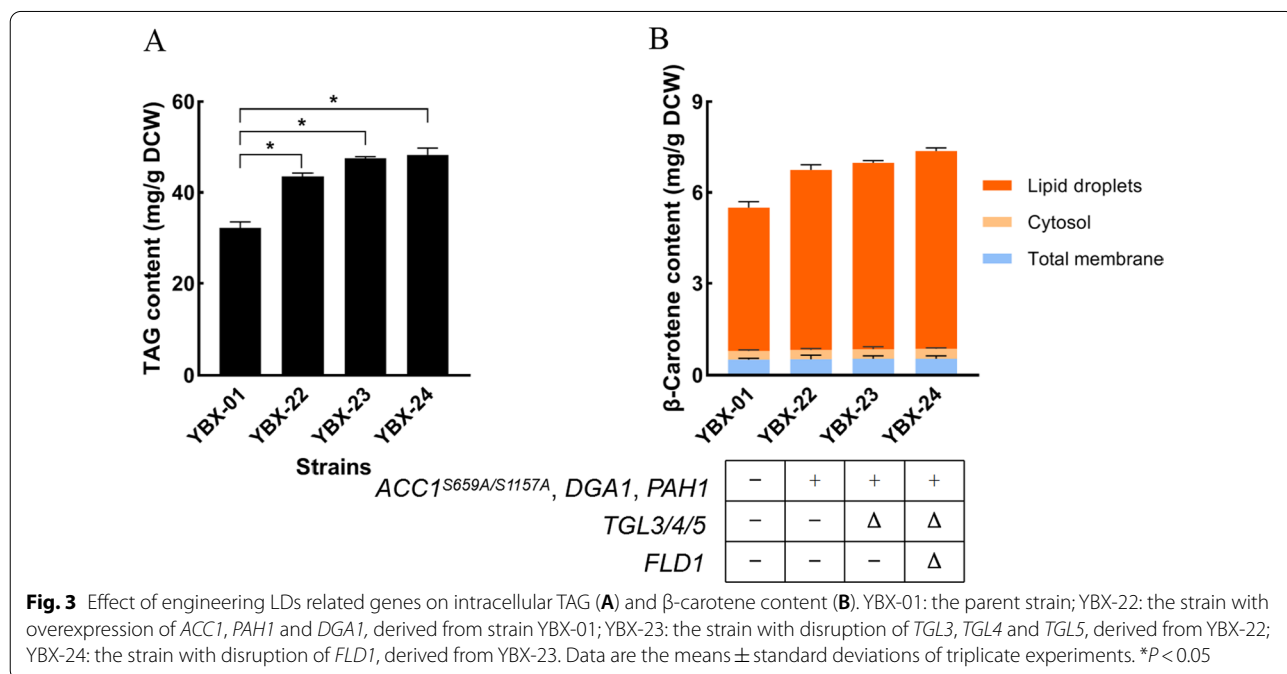 A
B
TAG content (mg/g DCW)
60
40
20
0
*
*
*
YBX-01
YBX-22
YBX-23
YBX-24
Strains
β-Carotene content (mg/g DCW)
9
6
3
0
YBX-01
YBX-22
YBX-23
YBX-24
Lipid droplets
Cytosol
Total membrane
ACC1S659A/S1157A, DGA1, PAH1 − + + +
TGL3/4/5 − − Δ Δ
FLD1 − − − Δ
Fig. 3 Effect of engineering LDs related genes on intracellular TAG (A) and β-carotene content (B). YBX-01: the parent strain; YBX-22: the strain with
overexpression of ACC1, PAH1 and DGA1, derived from strain YBX-01; YBX-23: the strain with disruption of TGL3, TGL4 and TGL5, derived from YBX-22;
YBX-24: the strain with disruption of FLD1, derived from YBX-23. Data are the means ± standard deviations of triplicate experiments. *P < 0.05